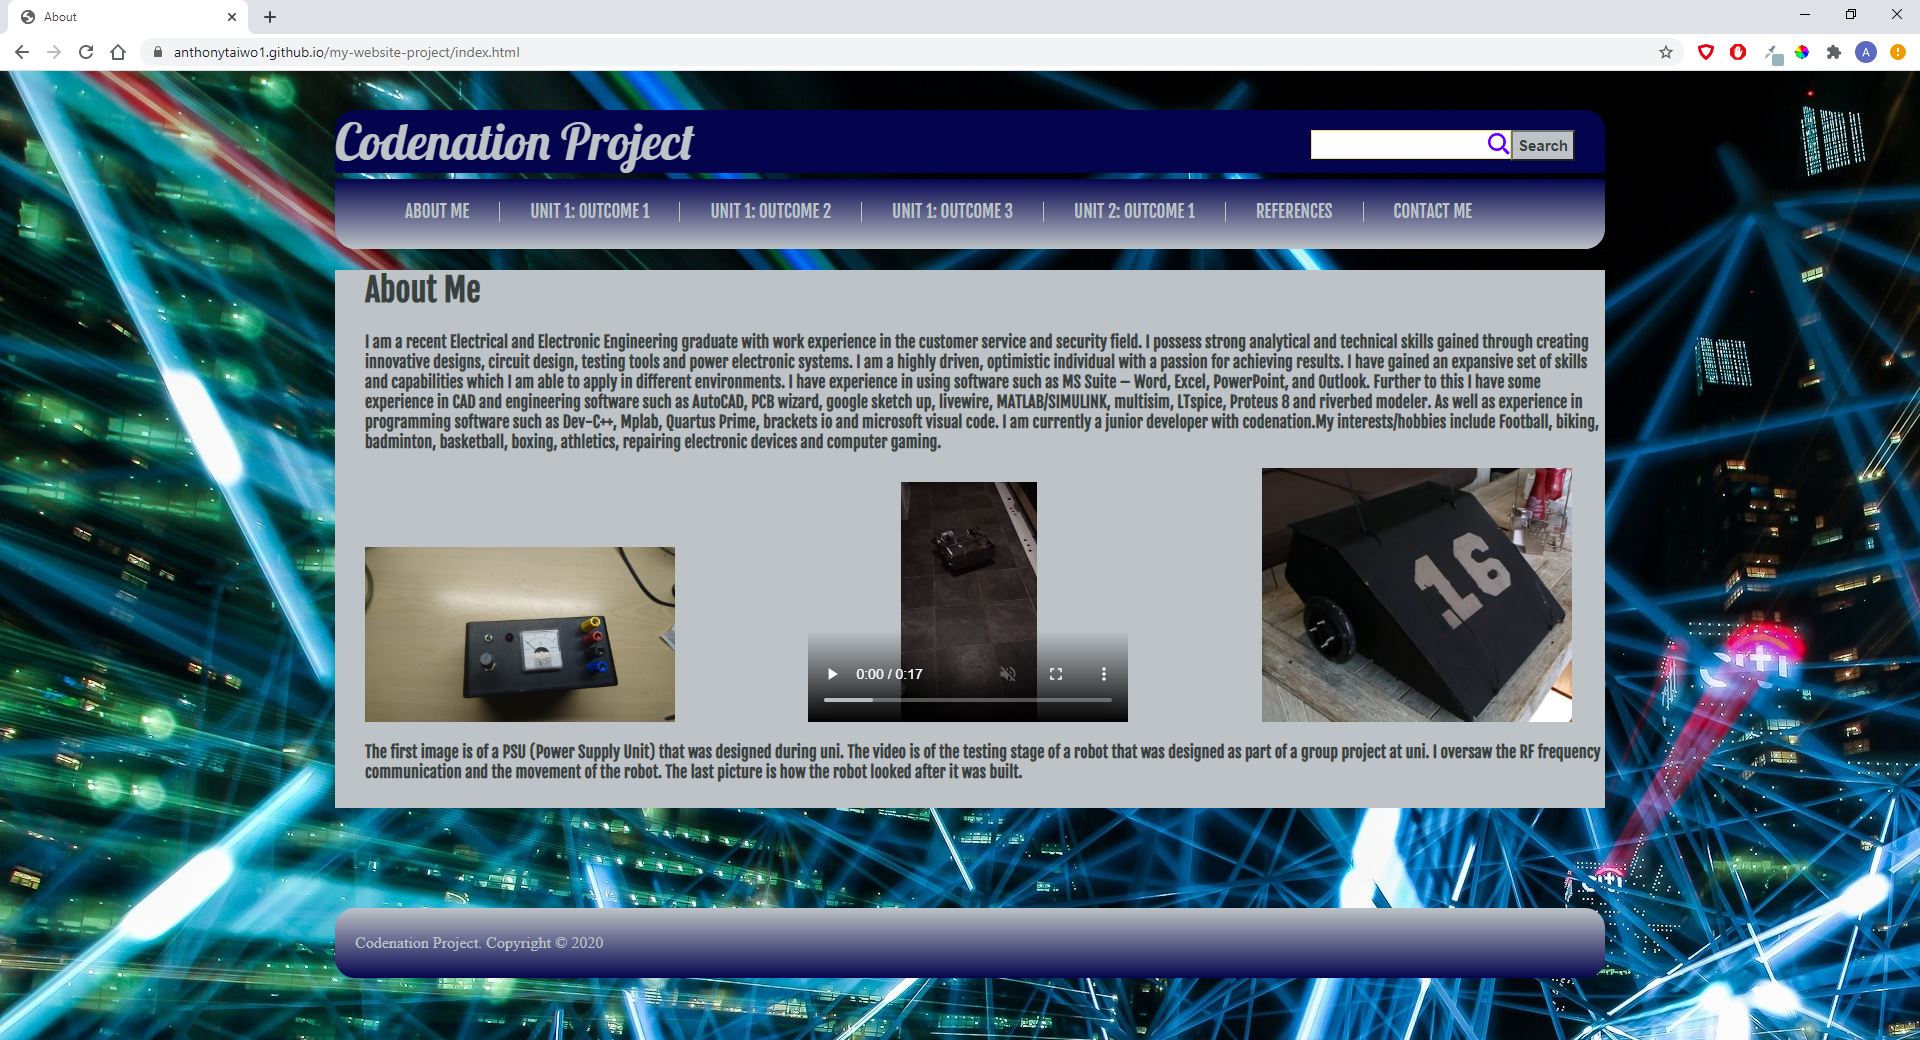 About
anthonytaiwo1.github.io/my-website-project/index.html
A
Codenation Project
Search
ABOUT ME
UNIT 1: OUTCOME 1
UNIT 1: OUTCOME 2
UNIT 1: OUTCOME 3
UNIT 2: OUTCOME 1
REFERENCES
CONTACT ME
About Me
I am a recent Electrical and Electronic Engineering graduate with work experience in the customer service and security field. I possess strong analytical and technical skills gained through creating
innovative designs, circuit design, testing tools and power electronic systems. I am a highly driven, optimistic individual with a passion for achieving results. I have gained an expansive set of skills
and capabilities which I am able to apply in different environments. I have experience in using software such as MS Suite – Word, Excel, PowerPoint, and Outlook. Further to this I have some
experience in CAD and engineering software such as AutoCAD, PCB wizard, google sketch up, livewire, MATLAB/SIMULINK, multisim, LTspice, Proteus 8 and riverbed modeler. As well as experience in
programming software such as Dev-C++, Mplab, Quartus Prime, brackets io and microsoft visual code. I am currently a junior developer with codenation.My interests/hobbies include Football, biking,
badminton, basketball, boxing, athletics, repairing electronic devices and computer gaming.
16
0:00 / 0:17
The first image is of a PSU (Power Supply Unit) that was designed during uni. The video is of the testing stage of a robot that was designed as part of a group project at uni. I oversaw the RF frequency
communication and the movement of the robot. The last picture is how the robot looked after it was built.
citi
citi
Codenation Project. Copyright © 2020